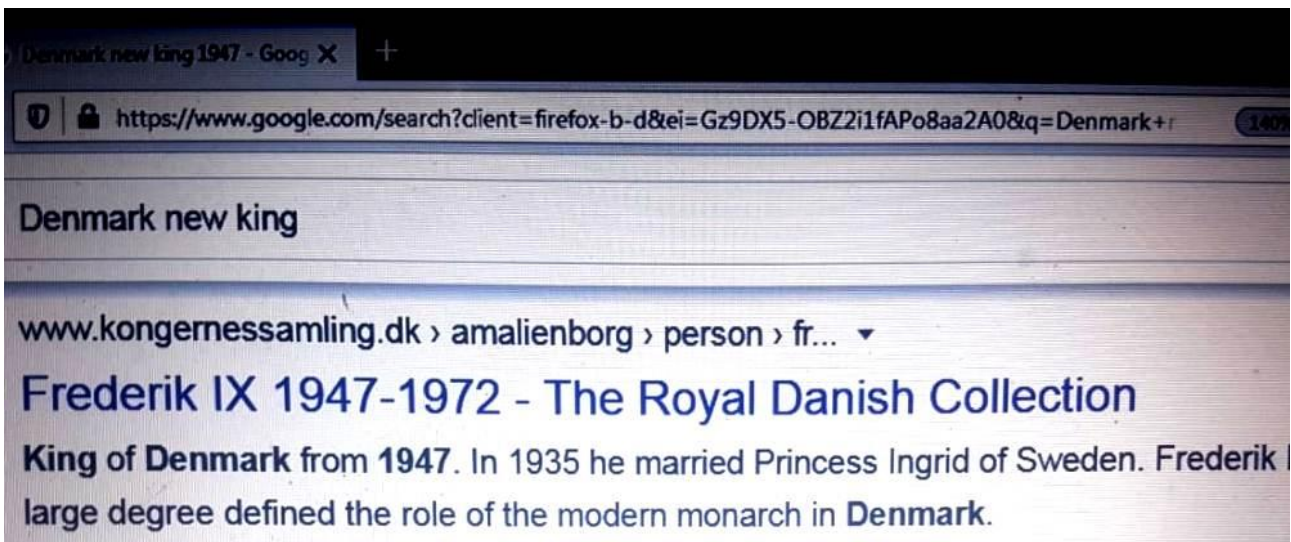 Denmark new king 1947 - Goog
https://www.google.com/search?client=firefox-b-d&ei=Gz9DX5-OBZ2i1fAPo8aa2A0&q=Denmark+
140%
Denmark new king
www.kongernessamling.dk › amalienborg › person › fr...
Frederik IX 1947-1972 - The Royal Danish Collection
King of Denmark from 1947. In 1935 he married Princess Ingrid of Sweden. Frederik
large degree defined the role of the modern monarch in Denmark.